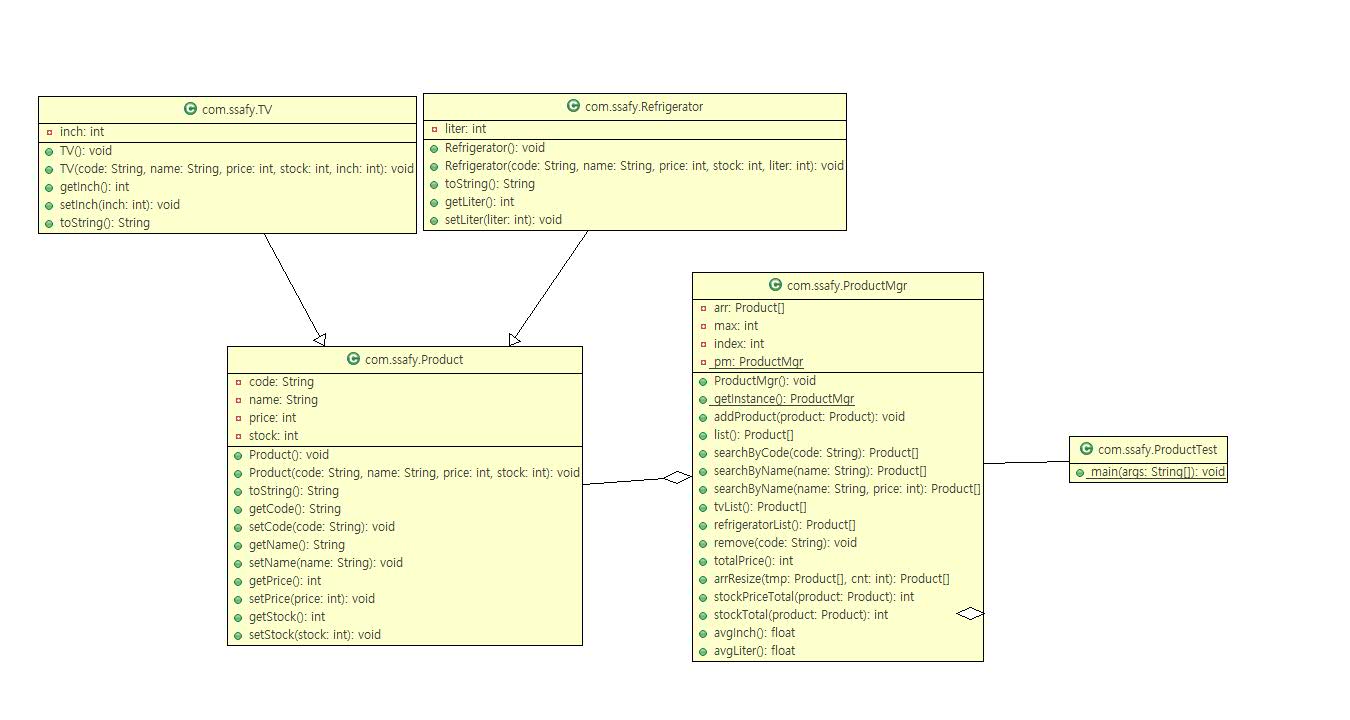 C com.ssafy.TV
inch: int
TV(): void
TV(code: String, name: String, price: int, stock: int, inch: int): void
getInch(): int
setInch(inch: int): void
toString(): String
C com.ssafy.Refrigerator
liter: int
Refrigerator(): void
Refrigerator(code: String, name: String, price: int, stock: int, liter: int): void
toString(): String
getLiter(): int
setLiter(liter: int): void
C com.ssafy.Product
code: String
name: String
price: int
stock: int
Product(): void
Product(code: String, name: String, price: int, stock: int): void
toString(): String
getCode(): String
setCode(code: String): void
getName(): String
setName(name: String): void
getPrice(): int
setPrice(price: int): void
getStock(): int
setStock(stock: int): void
C com.ssafy.ProductMgr
arr: Product[]
max: int
index: int
pm: ProductMgr
ProductMgr(): void
getInstance(): ProductMgr
addProduct(product: Product): void
list(): Product[]
searchByCode(code: String): Product[]
searchByName(name: String): Product[]
searchByName(name: String, price: int): Product[]
tvList(): Product[]
refrigeratorList(): Product[]
remove(code: String): void
totalPrice(): int
arrResize(tmp: Product[], cnt: int): Product[]
stockPriceTotal(product: Product): int
stockTotal(product: Product): int
avgInch(): float
avgLiter(): float
C com.ssafy.ProductTest
main(args: String[]): void